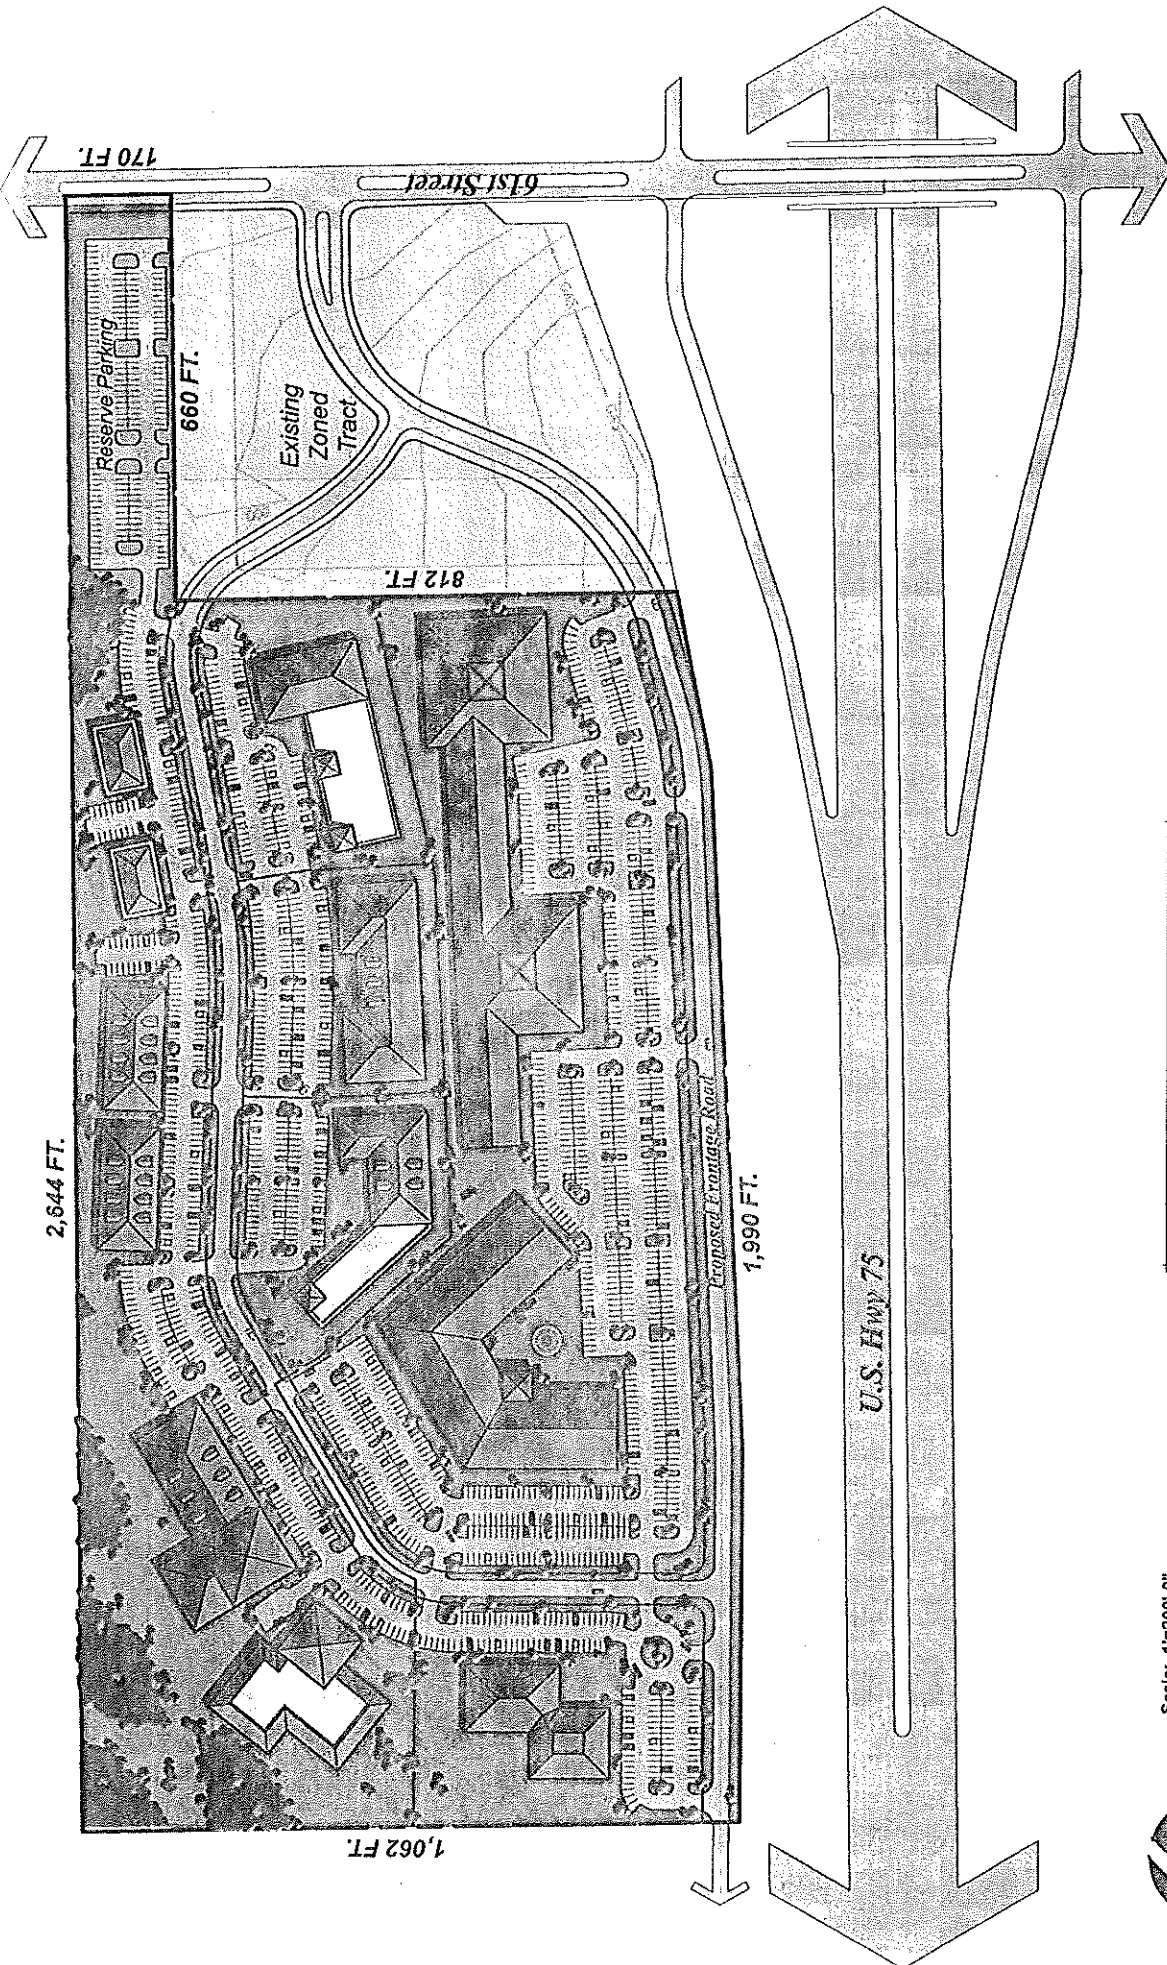 170 FT.
61st Street
Reserve Parking
660 FT.
Existing
Zoned
Tract
812 FT.
2,644 FT.
Proposed Frontage Road
1,990 FT.
U.S. Hwy 75
1,062 FT.